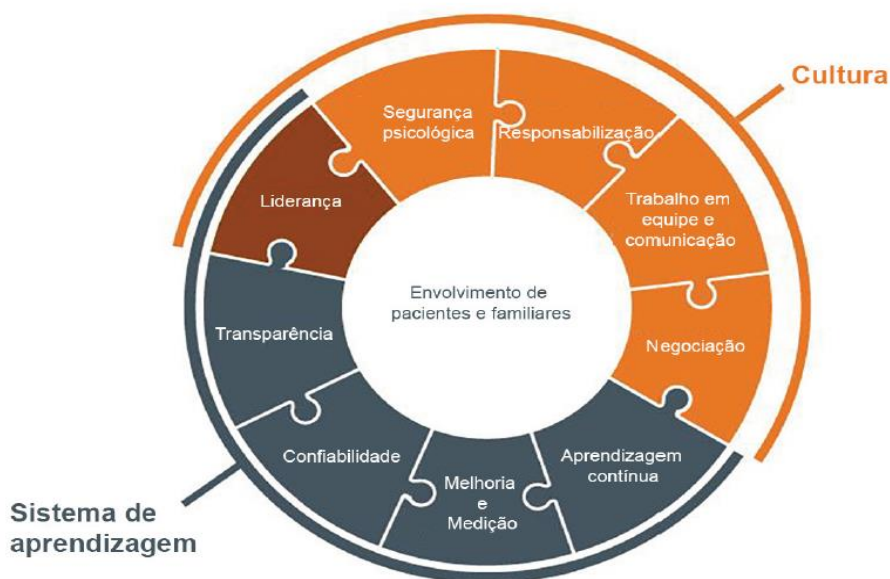 Cultura
Segurança
psicológica
Responsabilização
Trabalho em
equipe e
comunicação
Negociação
Aprendizagem
contínua
Melhoria
e
Medição
Confiabilidade
Transparência
Liderança
Envolvimento de
pacientes e familiares
Sistema de
aprendizagem